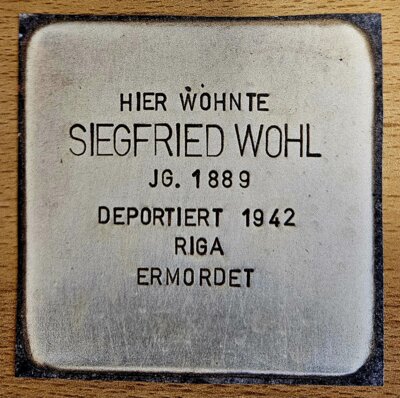 HIER WOHNTE
SIEGFRIED WOHL
JG. 1889
DEPORTIERT 1942
RIGA
ERMORDET